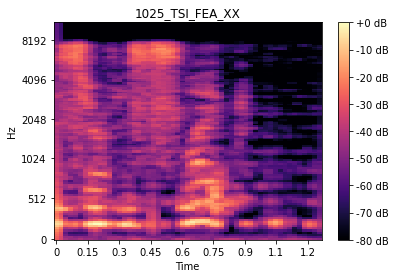 1025_TSI_FEA_XX
+0 dB
8192
-10 dB
4096
-20 dB
-30 dB
2048
Hz
-40 dB
1024
-50 dB
512
-60 dB
-70 dB
0
-80 dB
0 0.15 0.3 0.45 0.6 0.75 0.9 1.1 1.2
Time